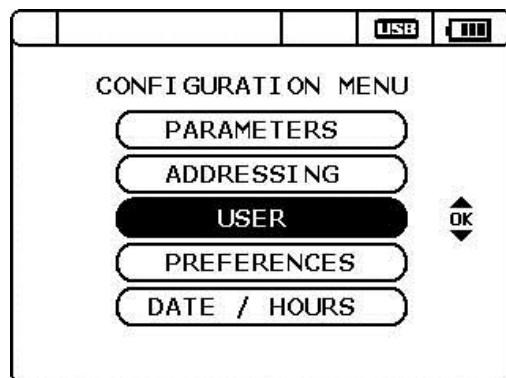 USB
CONFIGURATION MENU
PARAMETERS
ADDRESSING
USER
OK
PREFERENCES
DATE / HOURS